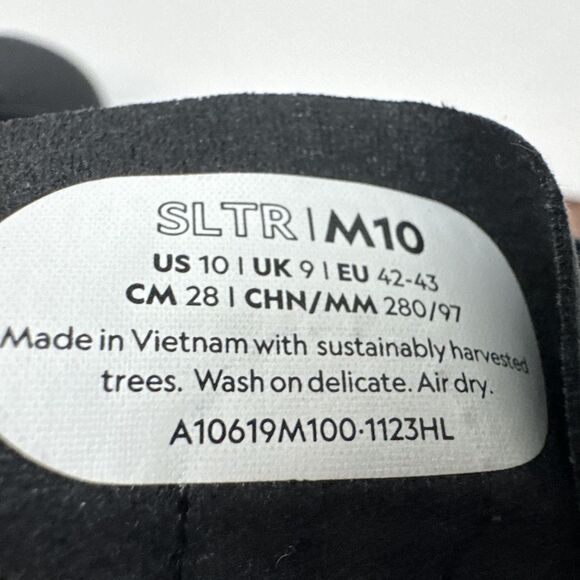 SLTR | M10
US 10 | UK 9 | EU 42-43
CM 28 | CHN/MM 280/97
Made in Vietnam with sustainably harvested
trees. Wash on delicate. Air dry.
A10619M100·1123HL